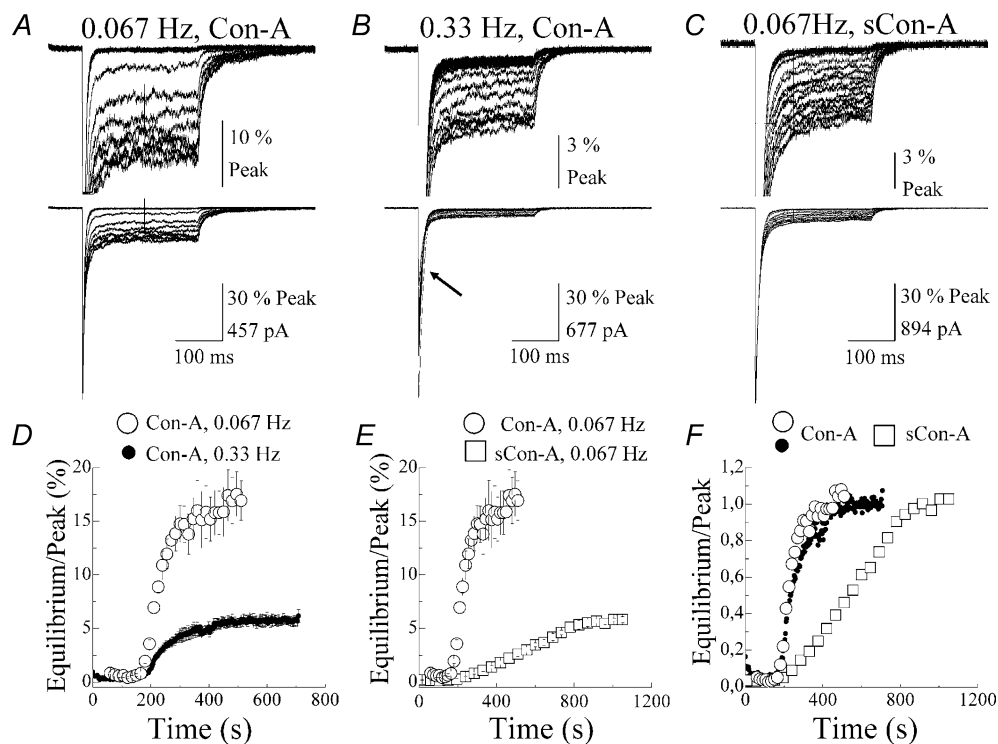 A 0.067 Hz, Con-A
B 0.33 Hz, Con-A
C 0.067Hz, sCon-A
10 %
Peak
3 %
Peak
3 %
Peak
30 % Peak
457 pA
100 ms
30 % Peak
677 pA
100 ms
30 % Peak
894 pA
100 ms
D
Con-A, 0.067 Hz
Con-A, 0.33 Hz
Equilibrium/Peak (%)
20
15
10
5
0
0 200 400 600 800
Time (s)
E
Con-A, 0.067 Hz
sCon-A, 0.067 Hz
Equilibrium/Peak (%)
20
15
10
5
0
0 400 800 1200
Time (s)
F
Con-A
sCon-A
Equilibrium/Peak
1,2
1,0
0,8
0,6
0,4
0,2
0,0
0 400 800 1200
Time (s)